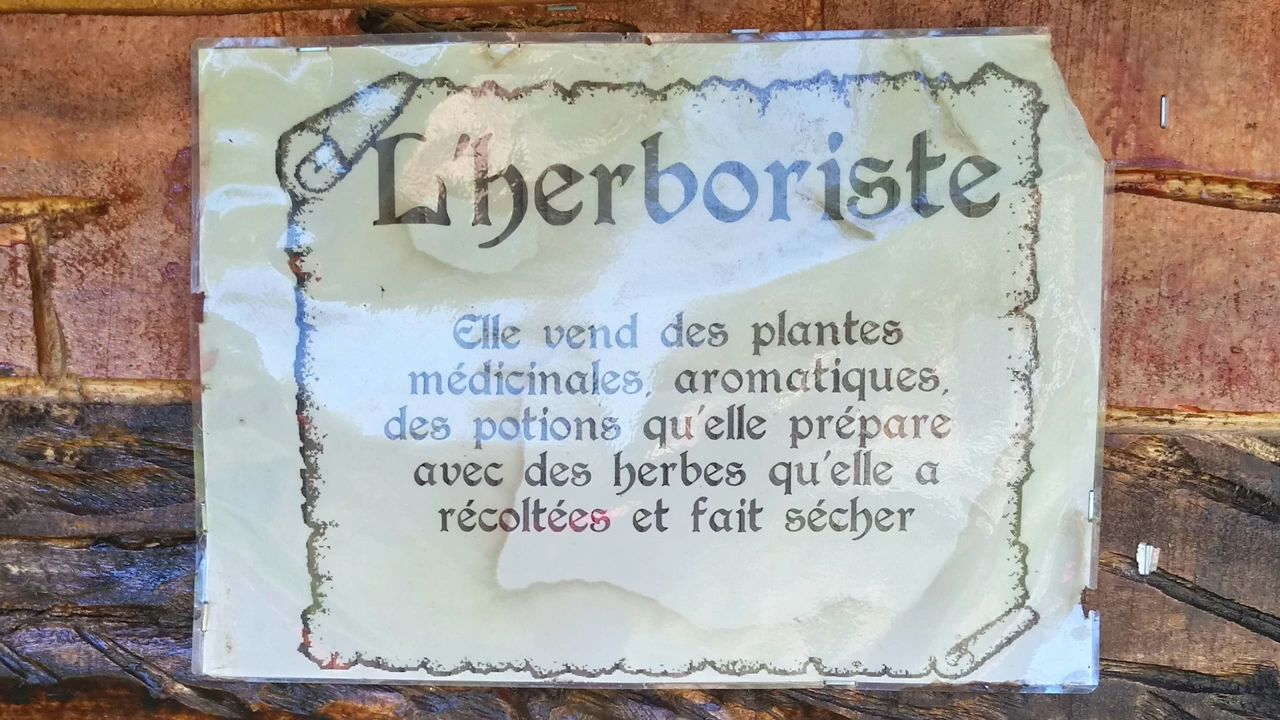 L'herboriste
Elle vend des plantes
médicinales, aromatiques,
des potions qu'elle prépare
avec des herbes qu'elle a
récoltées et fait sécher